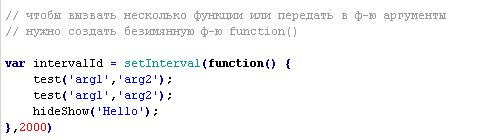 // чтобы вызвать несколько функции или передать в ф-ю аргументы
// нужно создать безимянную ф-ю function()
var intervalId = setInterval(function() {
test('arg1','arg2');
test('arg1','arg2');
hideShow('Hello');
},2000)